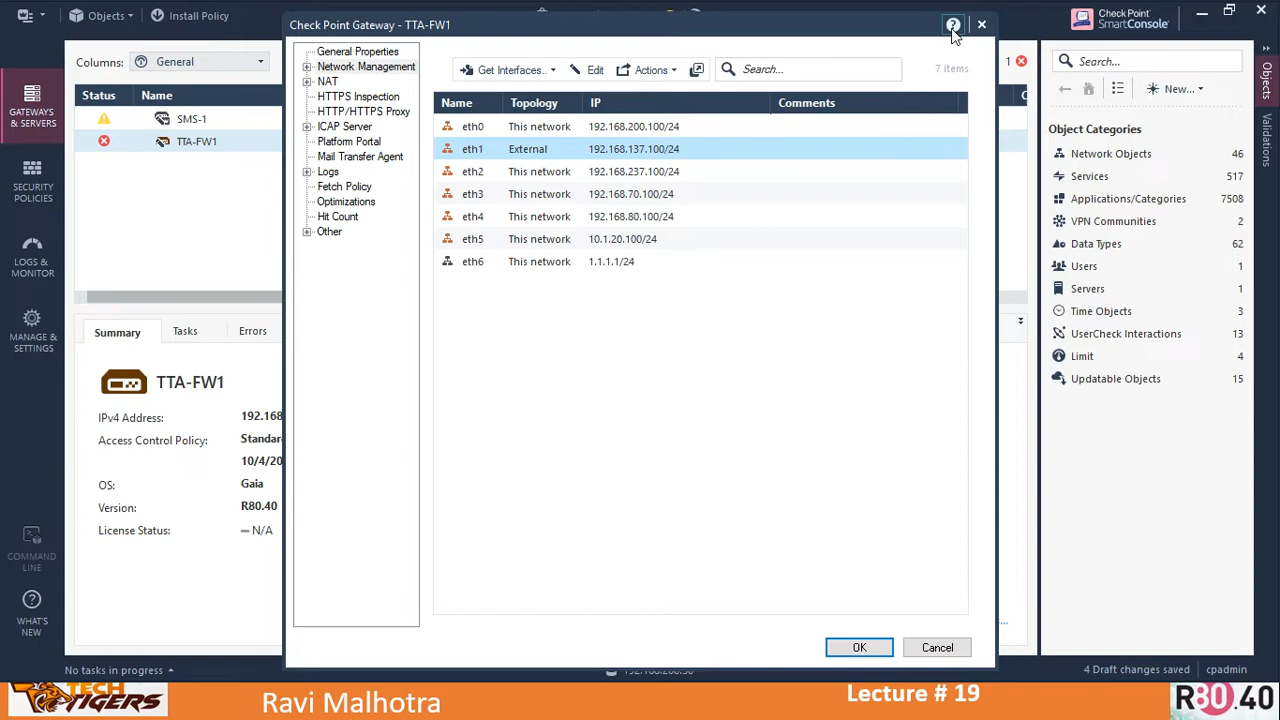 Objects
Install Policy
Check Point Gateway - TTA-FW1
Check Point
SmartConsole
GATEWAYS
& SERVERS
SECURITY
POLICIES
LOGS &
MONITOR
MANAGE &
SETTINGS
COMMAND
LINE
WHAT'S
NEW
Columns:
General
Status
Name
SMS-1
TTA-FW1
Summary
Tasks
Errors
TTA-FW1
IPv4 Address:
192.168
Access Control Policy:
Standar
10/4/20
OS:
Gaia
Version:
R80.40
License Status:
— N/A
General Properties
Network Management
NAT
HTTPS Inspection
HTTP/HTTPS Proxy
ICAP Server
Platform Portal
Mail Transfer Agent
Logs
Fetch Policy
Optimizations
Hit Count
Other
Get Interfaces..
Edit
Actions
Search...
7 items
Name Topology IP Comments
eth0 This network 192.168.200.100/24
eth1 External 192.168.137.100/24
eth2 This network 192.168.237.100/24
eth3 This network 192.168.70.100/24
eth4 This network 192.168.80.100/24
eth5 This network 10.1.20.100/24
eth6 This network 1.1.1.1/24
OK
Cancel
1
Search...
New...
Object Categories
Network Objects 46
Services 517
Applications/Categories 7508
VPN Communities 2
Data Types 62
Users 1
Servers 1
Time Objects 3
UserCheck Interactions 13
Limit 4
Updatable Objects 15
Objects
Validations
No tasks in progress
4 Draft changes saved
cpadmin
TECH
TIGERS
Ravi Malhotra
Lecture # 19
R80.40